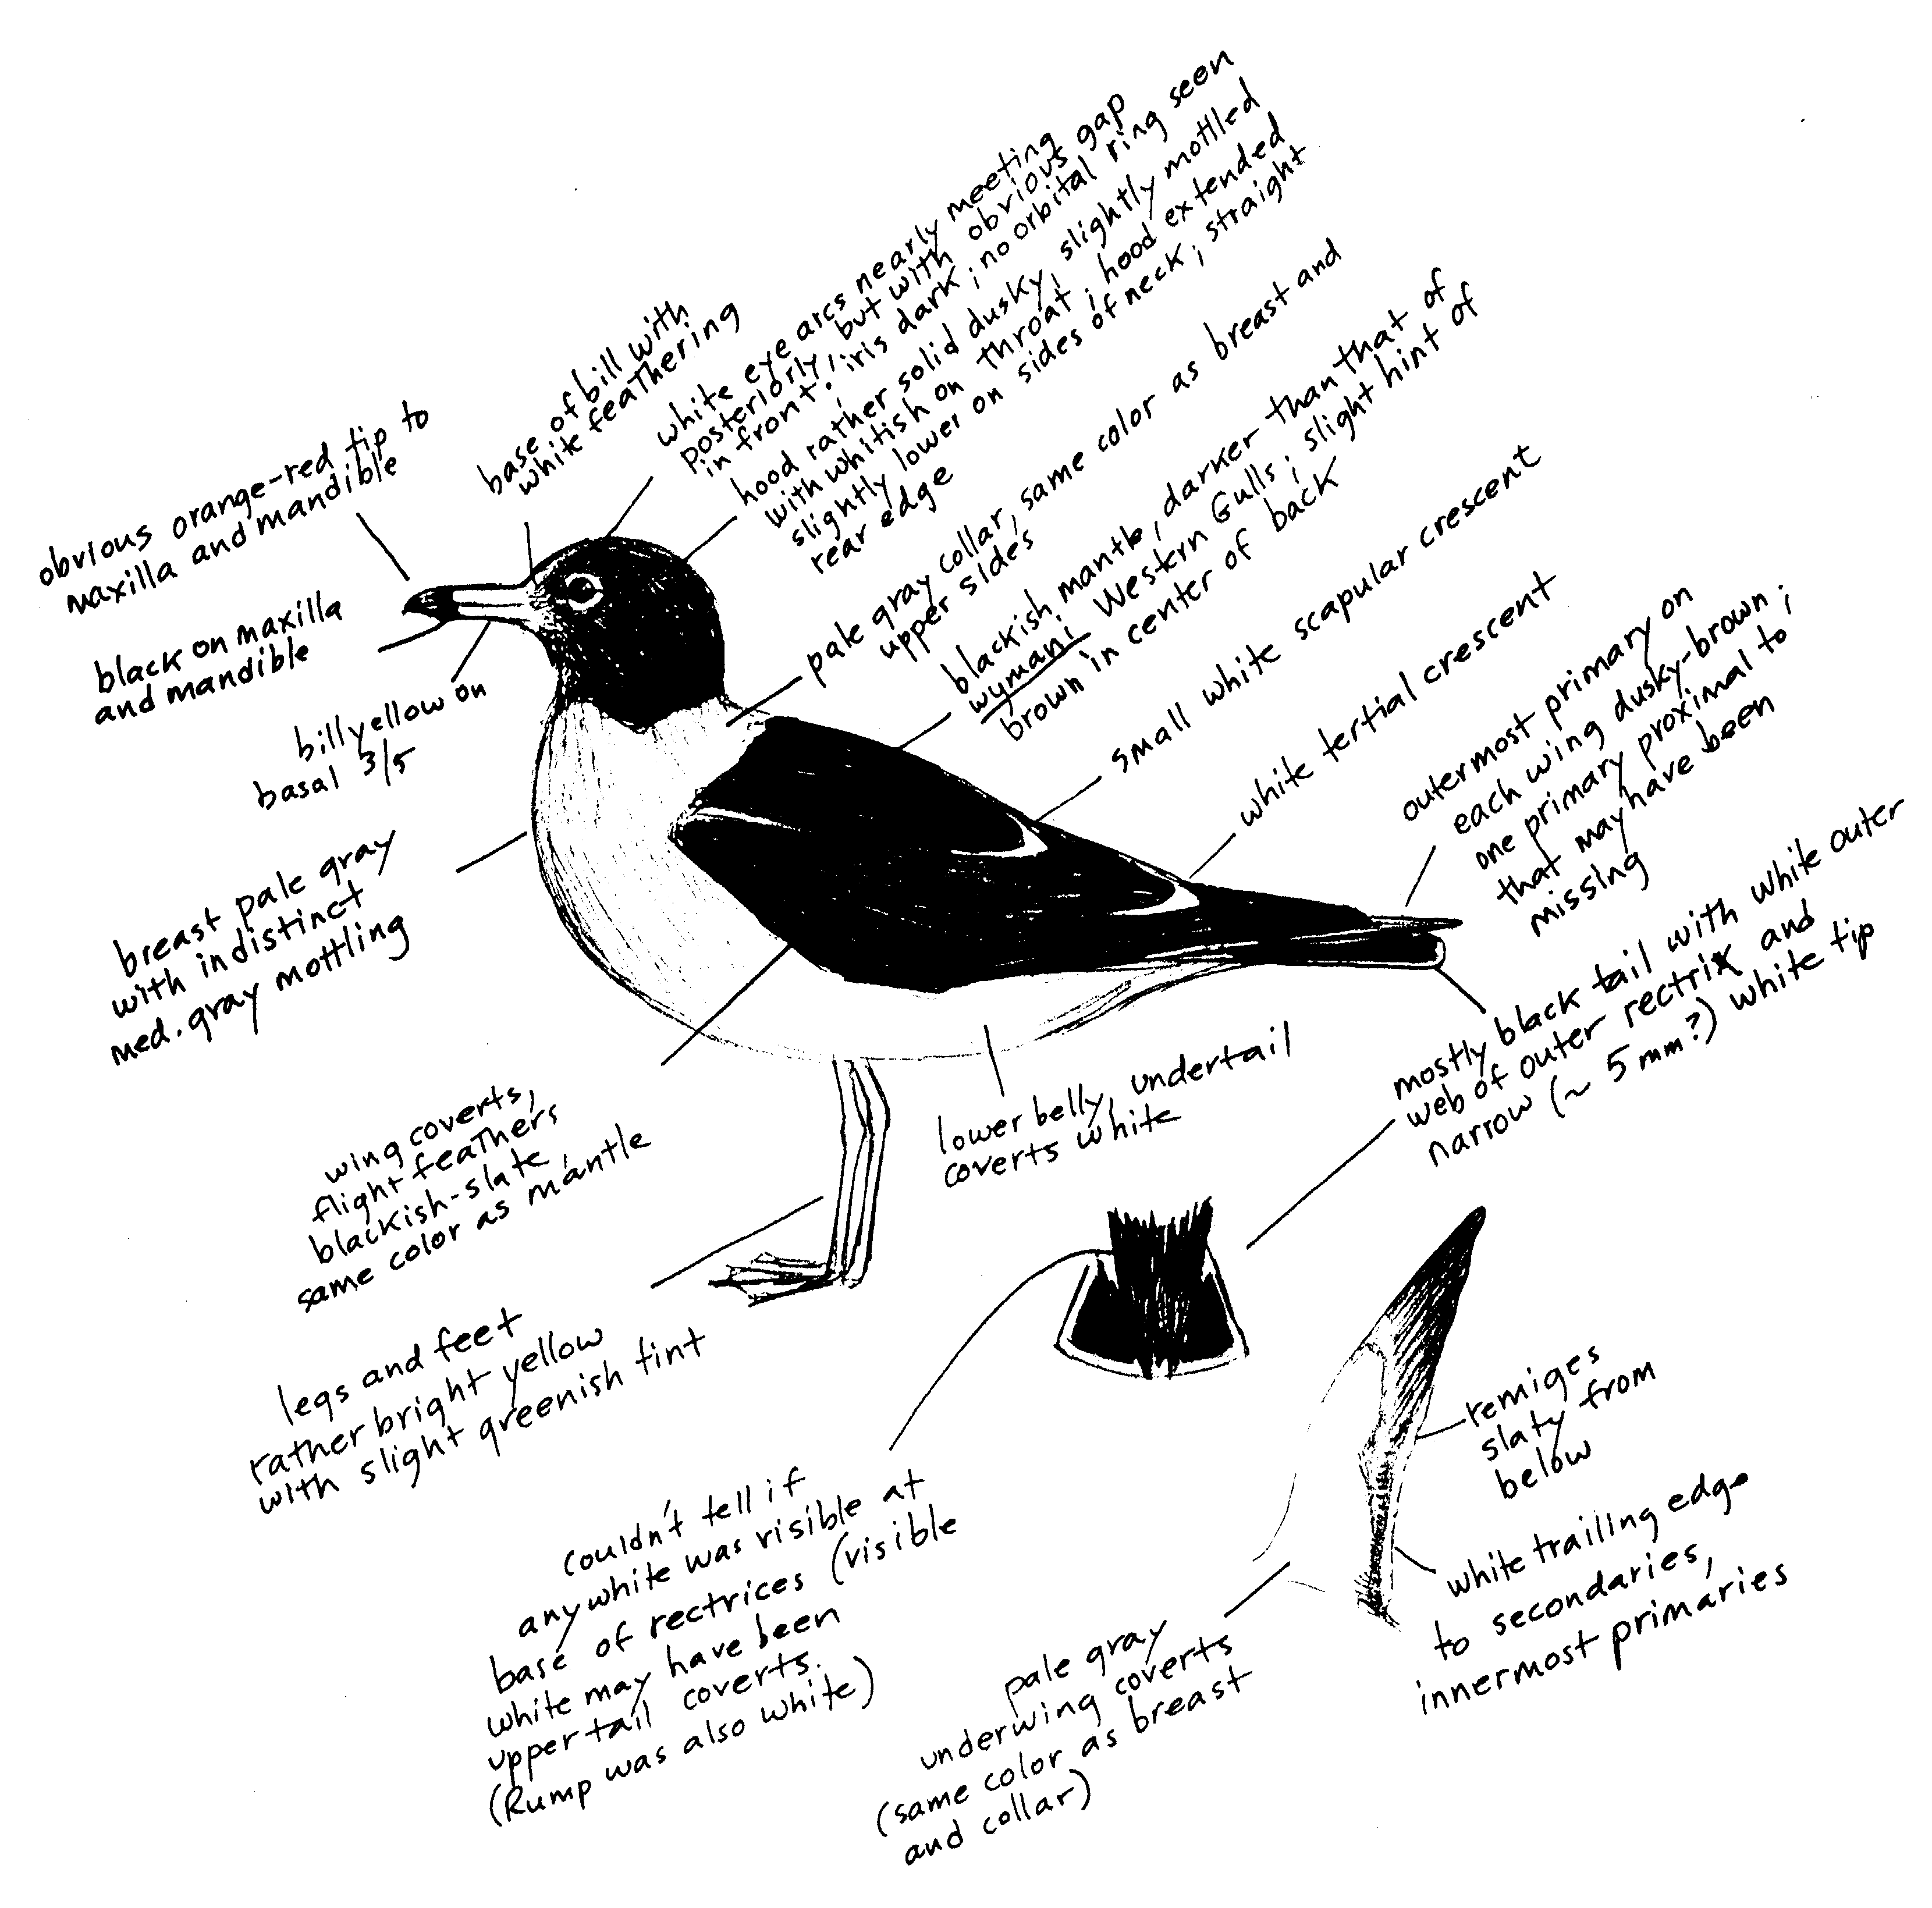 obvious orange-red tip to
maxilla and mandible
base of bill with
white feathering
white eye arcs nearly meeting
posteriorly, but with obvious gap
in front; iris dark; no orbital ring seen
hood rather solid dusky, slightly mottled
with whitish on throat; hood extended
slightly lower on sides of neck; straight
rear edge
pale gray collar, same color as breast and
upper sides
blackish mantle, darker than that of
wymani Western Gulls; slight hint of
brown in center of back
small white scapular crescent
white tertial crescent
outermost primary on
each wing dusky-brown;
one primary proximal to
that may have been
missing
mostly black tail with white outer
web of outer rectrix and
narrow (~ 5 mm?) white tip
black on maxilla
and mandible
bill yellow on
basal 3/5
breast pale gray
with indistinct
med. gray mottling
wing coverts,
flight feathers
blackish-slate,
same color as mantle
lower belly, undertail
coverts white
legs and feet
rather bright yellow
with slight greenish tint
couldn't tell if
any white was visible at
base of rectrices (visible
white may have been
upper tail coverts.
(Rump was also white)
remiges
slaty from
below
white trailing edge
to secondaries,
innermost primaries
pale gray
underwing coverts
(same color as breast
and collar)